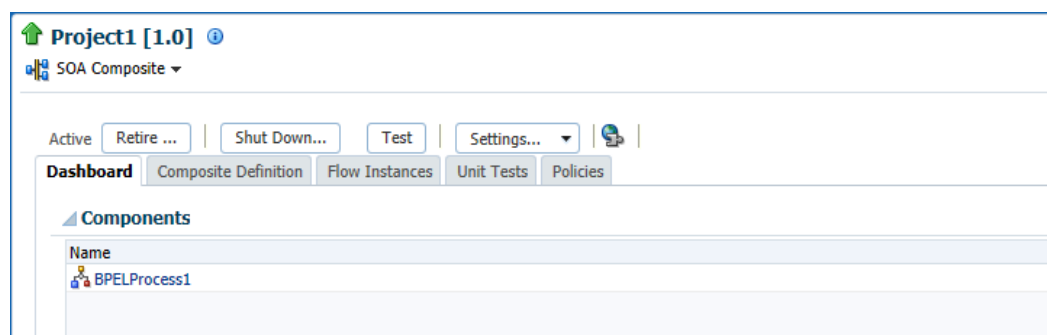 Project1 [1.0]
SOA Composite
Active Retire ... Shut Down... Test Settings...
Dashboard Composite Definition Flow Instances Unit Tests Policies
Components
Name
BPELProcess1